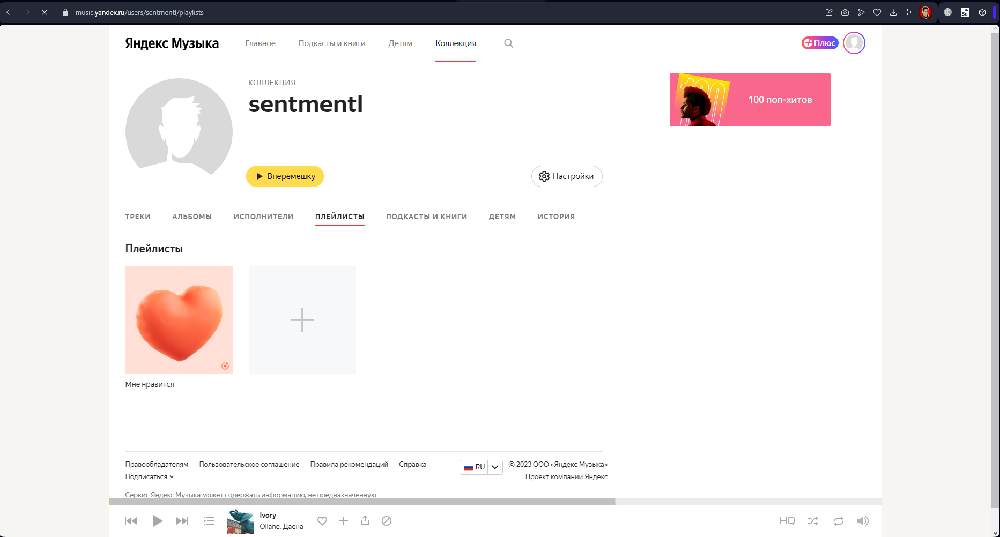 music.yandex.ru/users/sentmentl/playlists
Se
Яндекс Музыка
Главное
Подкасты и книги
Детям
Коллекция
Плюс
КОЛЛЕКЦИЯ
sentmentl
100
100 поп-хитов
Вперемешку
Настройки
ТРЕКИ
АЛЬБОМЫ
ИСПОЛНИТЕЛИ
ПЛЕЙЛИСТЫ
ПОДКАСТЫ И КНИГИ
ДЕТЯМ
ИСТОРИЯ
Плейлисты
Мне нравится
Правообладателям
Пользовательское соглашение
Правила рекомендаций
Справка
RU
© 2023 ООО «Яндекс Музыка»
Подписаться
Проект компании Яндекс
Сервис Яндекс Музыка может содержать информацию, не предназначенную
Ivory
Ollane, Даена
HQ